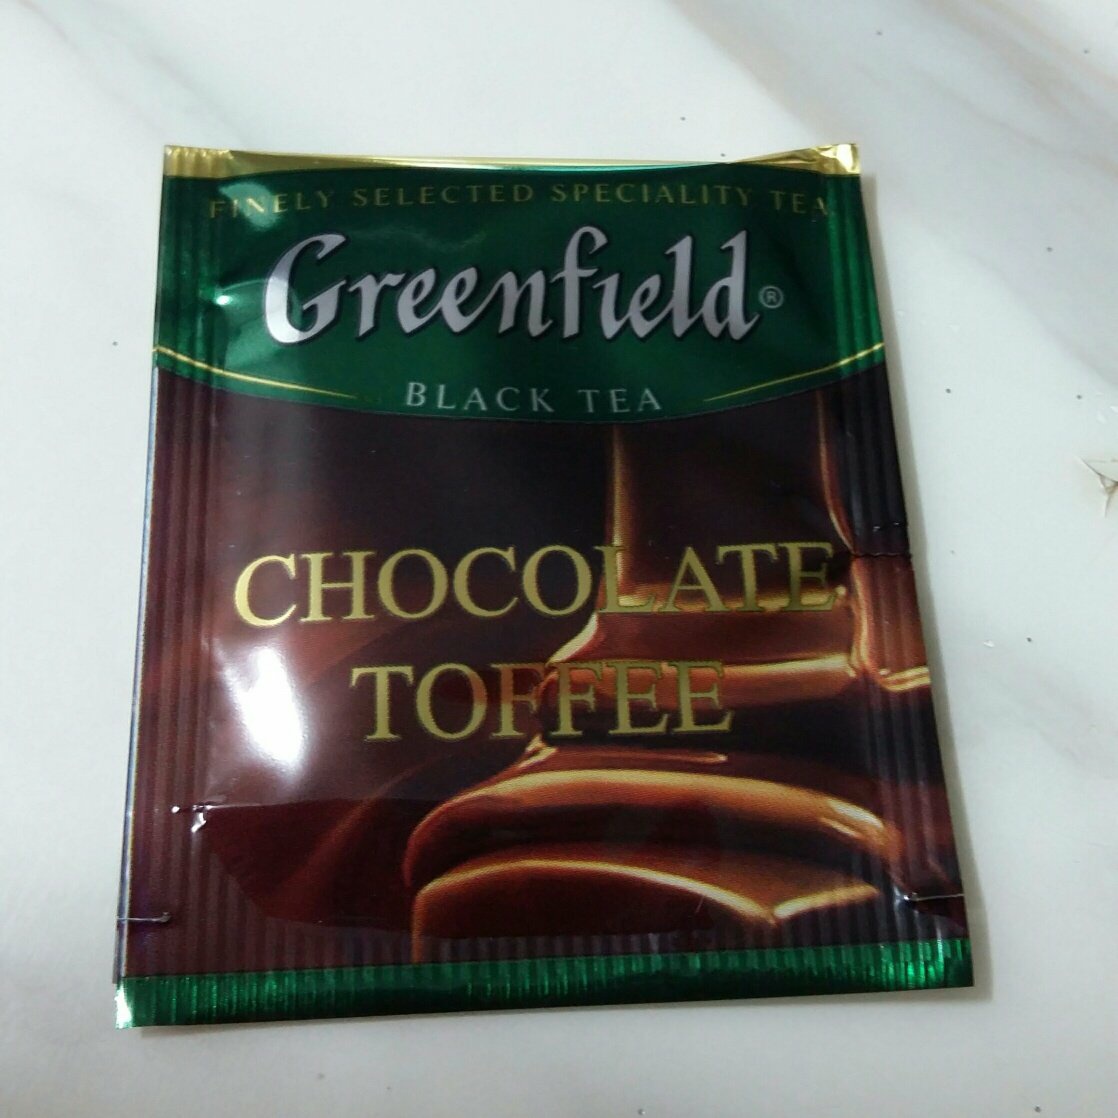 FINELY SELECTED SPECIALITY TEA
Greenfield®
BLACK TEA
CHOCOLATE
TOFFEE